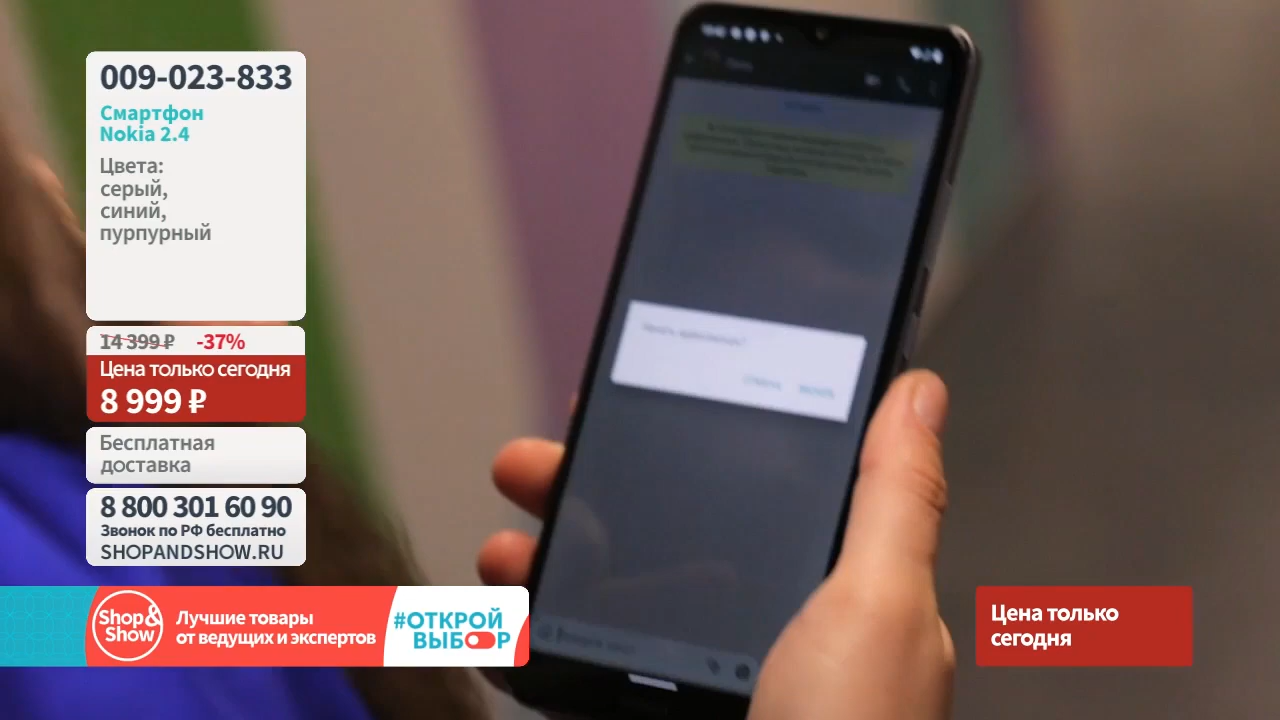 009-023-833
Смартфон
Nokia 2.4
Цвета:
серый,
синий,
пурпурный
14 399 ₽ -37%
Цена только сегодня
8 999 ₽
Бесплатная
доставка
8 800 301 60 90
Звонок по РФ бесплатно
SHOPANDSHOW.RU
Shop&
Show
Лучшие товары
от ведущих и экспертов
#ОТКРОЙ
ВЫБОР
Цена только
сегодня